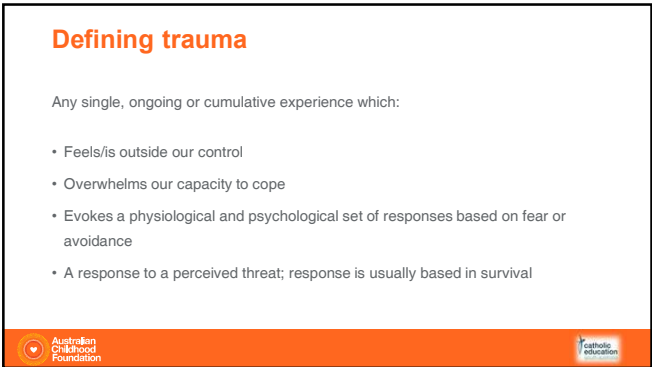 Defining trauma
Any single, ongoing or cumulative experience which:
• Feels/is outside our control
• Overwhelms our capacity to cope
• Evokes a physiological and psychological set of responses based on fear or
avoidance
• A response to a perceived threat; response is usually based in survival
Australian
Childhood
Foundation
catholic
education